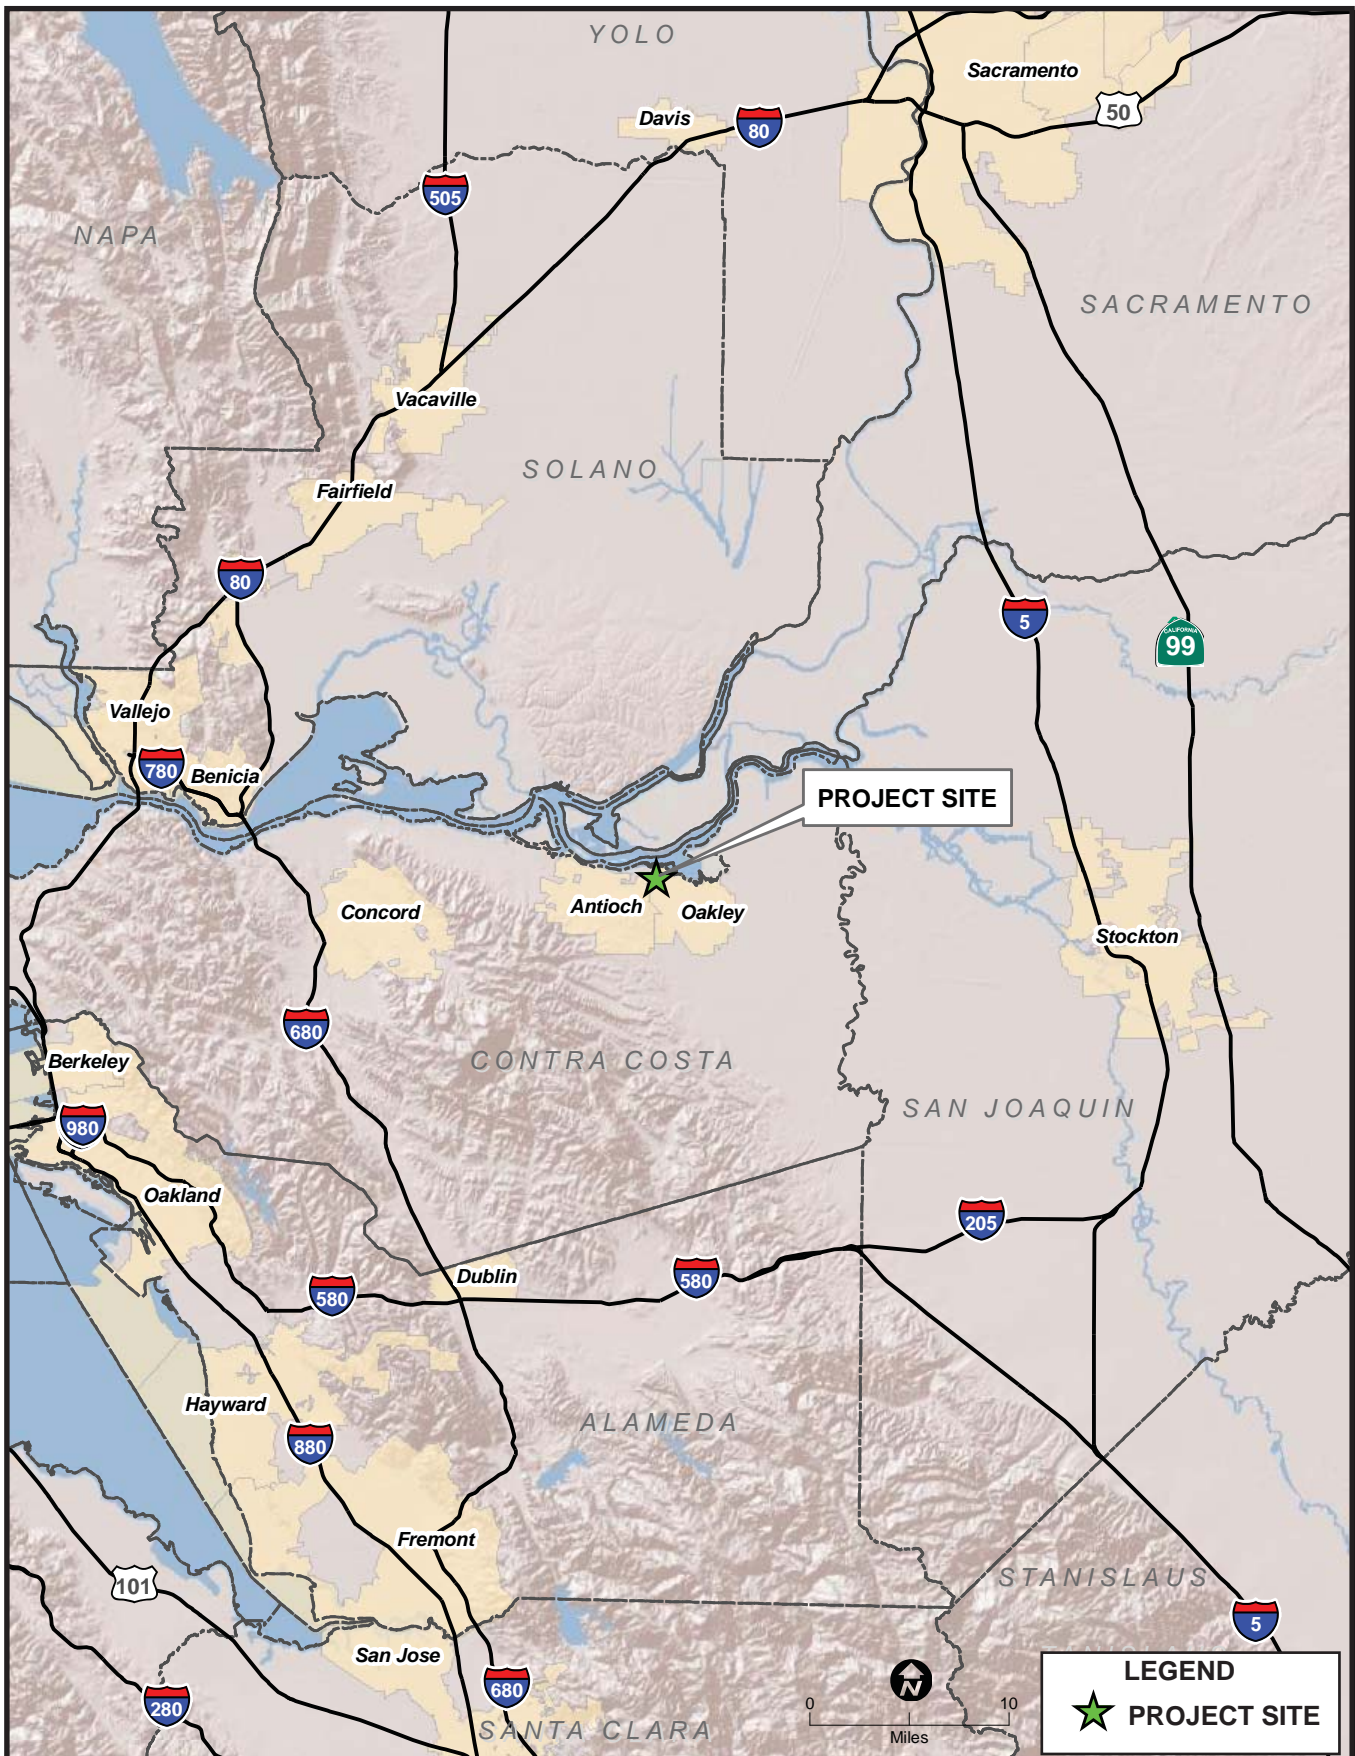 YOLO
Sacramento
50
Davis
80
505
NAPA
SACRAMENTO
Vacaville
SOLANO
Fairfield
80
5
CALIFORNIA
99
Vallejo
780
Benicia
PROJECT SITE
Concord
Antioch
Oakley
Stockton
680
CONTRA COSTA
Berkeley
SAN JOAQUIN
980
Oakland
205
Dublin
580
580
Hayward
ALAMEDA
880
Fremont
101
STANISLAUS
5
San Jose
280
680
SANTA CLARA
N
0 10
Miles
LEGEND
PROJECT SITE